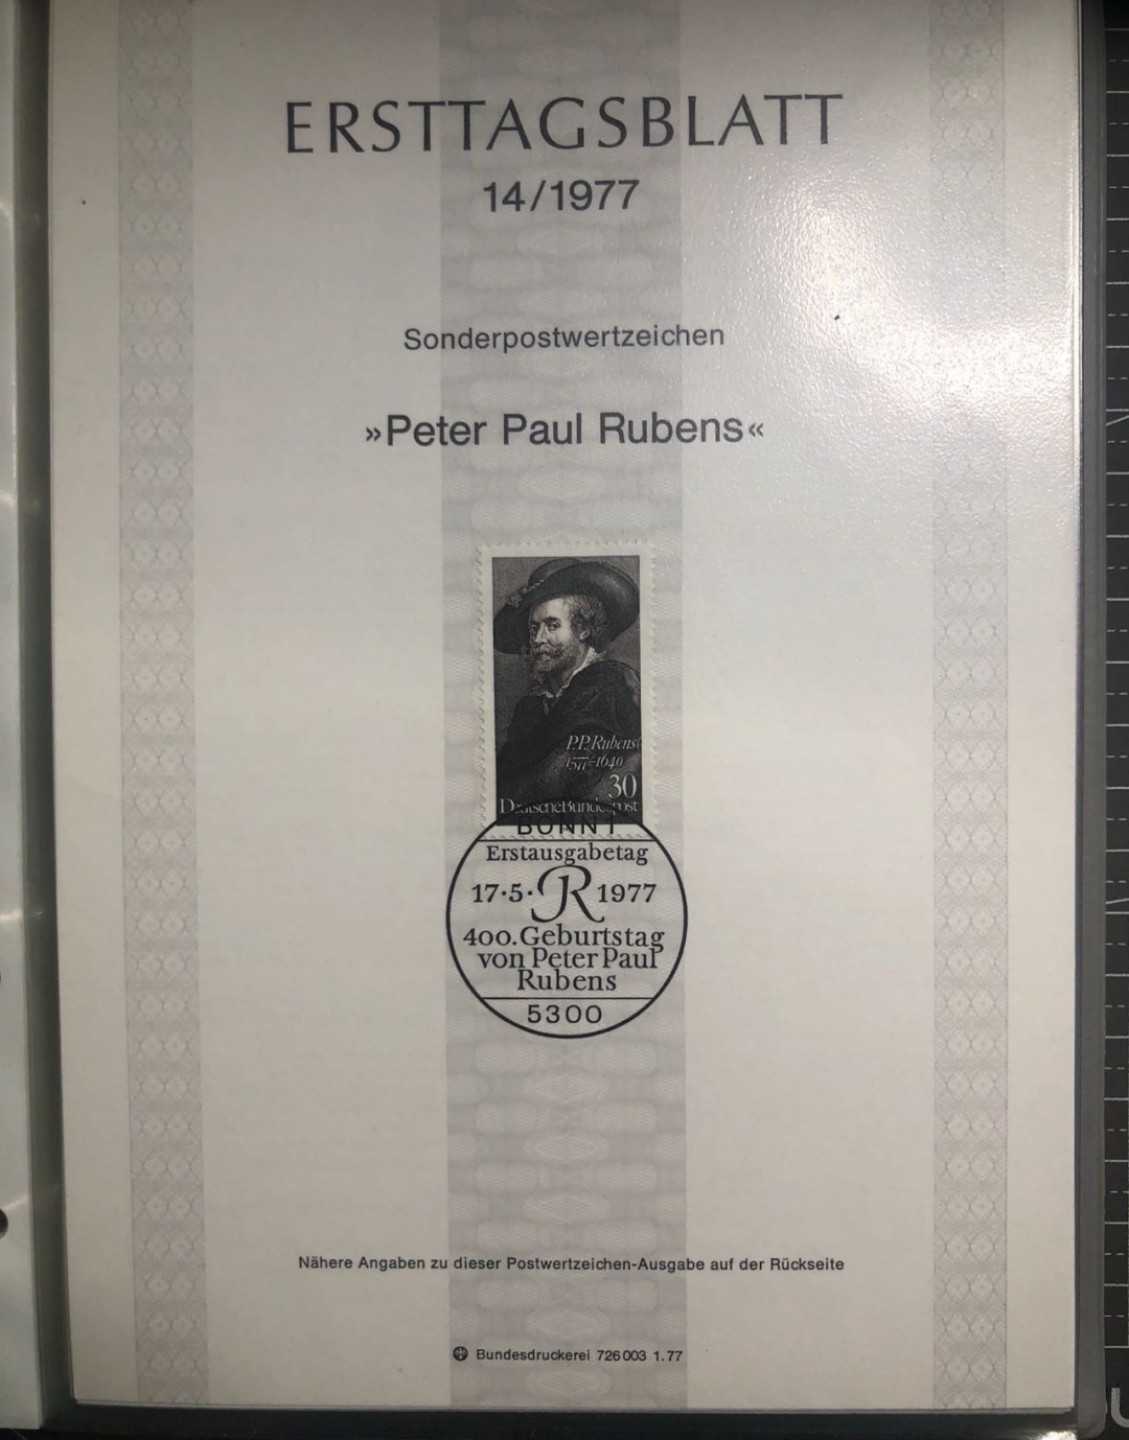 ERSTTAGSBLATT
14/1977
Sonderpostwertzeichen
»Peter Paul Rubens«
P.P. Rubens
1577-1640
30
Deutsche Bundespost
BONN 1
Erstausgabetag
17·5· R 1977
400. Geburtstag
von Peter Paul
Rubens
5300
Nähere Angaben zu dieser Postwertzeichen-Ausgabe auf der Rückseite
Bundesdruckerei 726 003 1.77